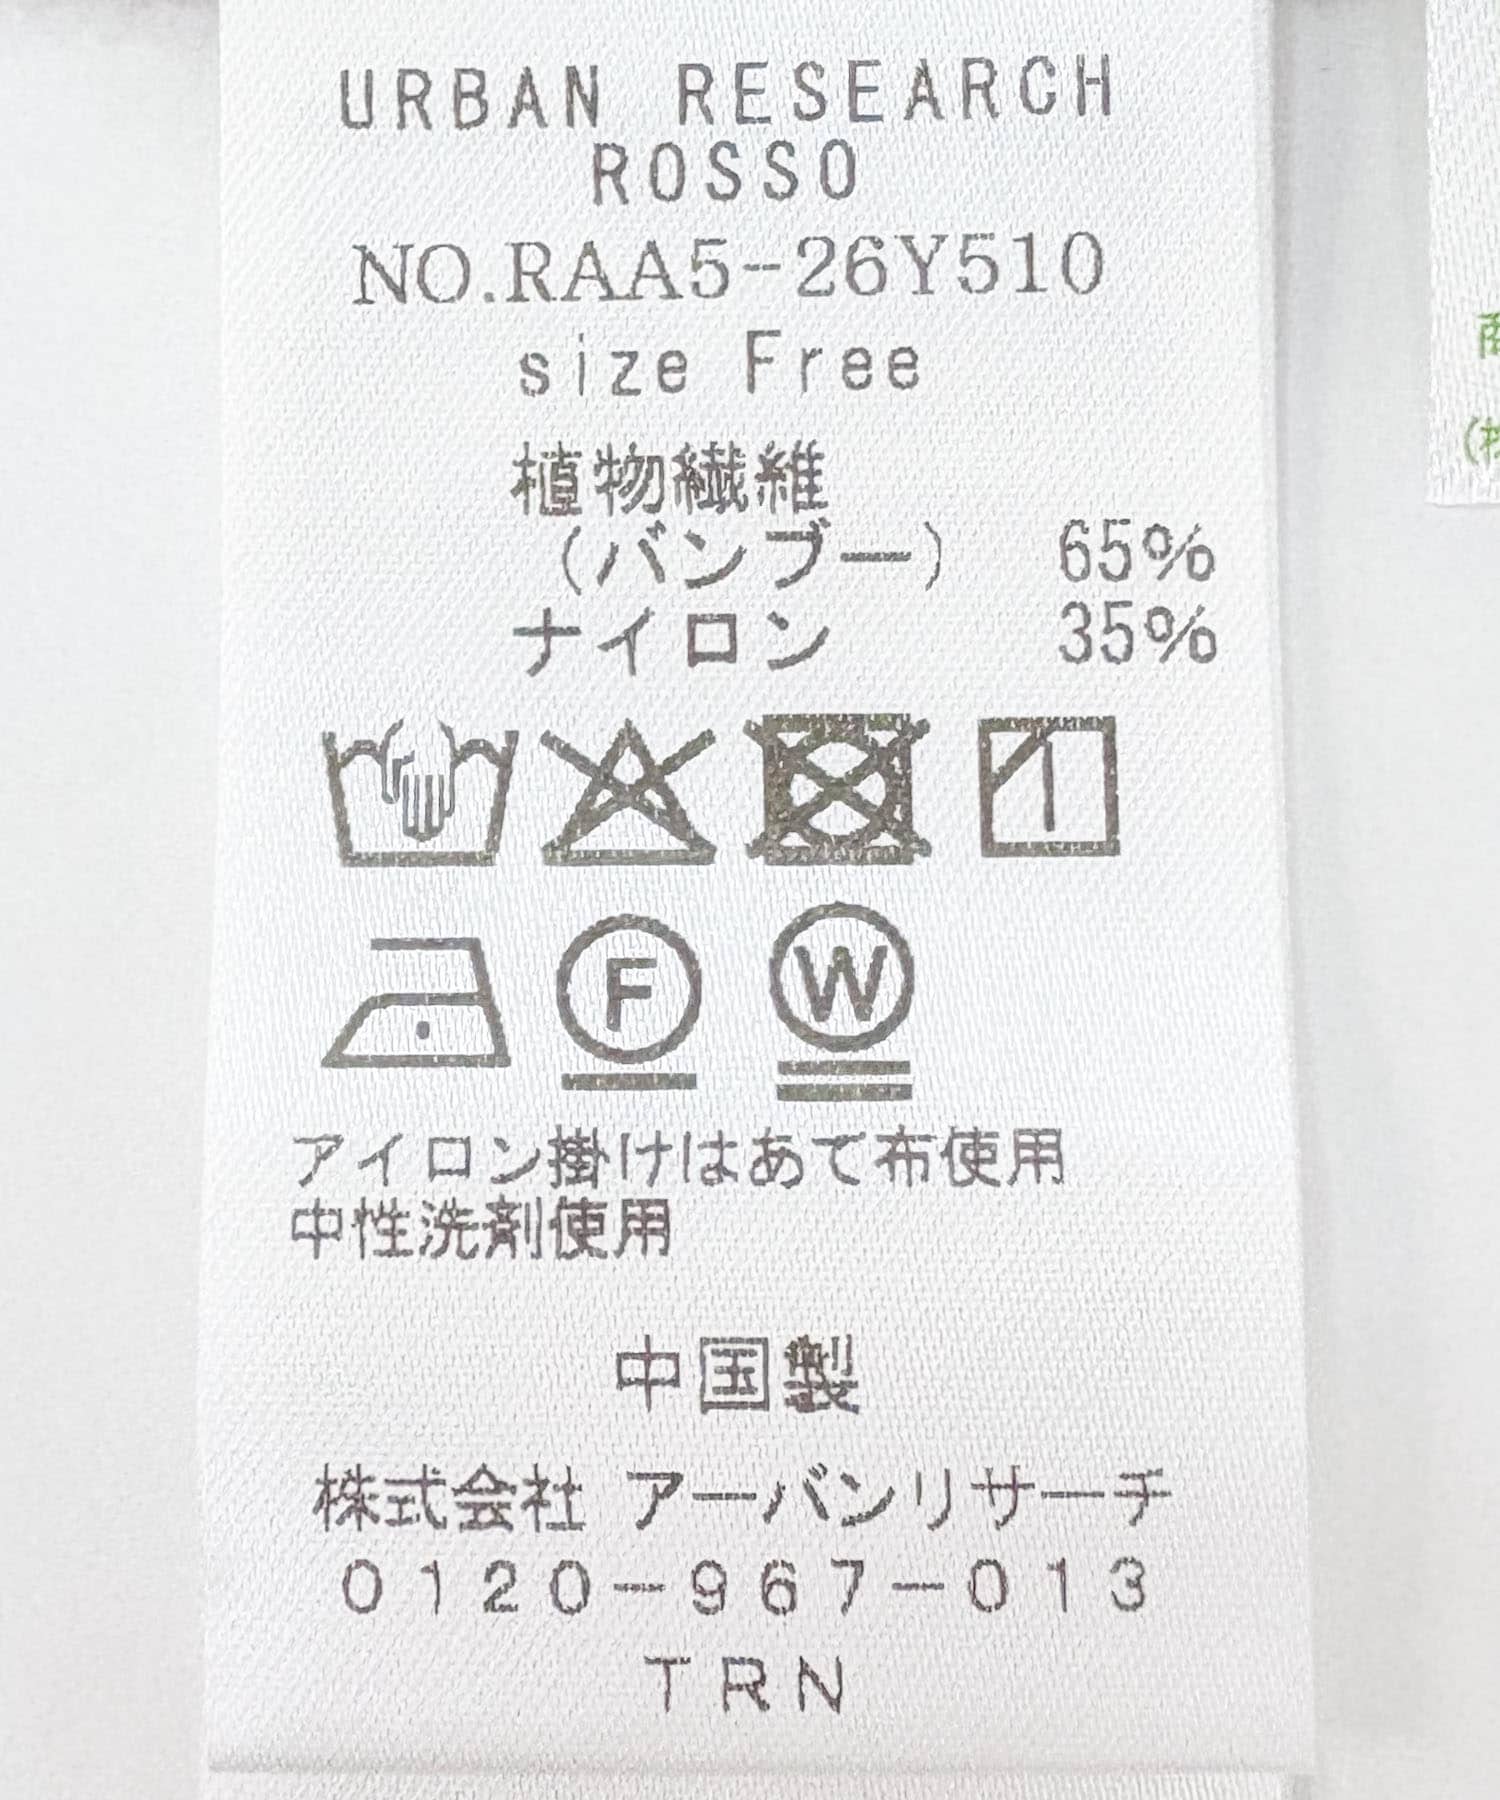 URBAN RESEARCH
ROSSO
NO.RAA5-26Y510
size Free
植物繊維
(バンブー) 65%
ナイロン 35%
F
W
アイロン掛けはあて布使用
中性洗剤使用
中国製
株式会社 アーバンリサーチ
0120-967-013
TRN